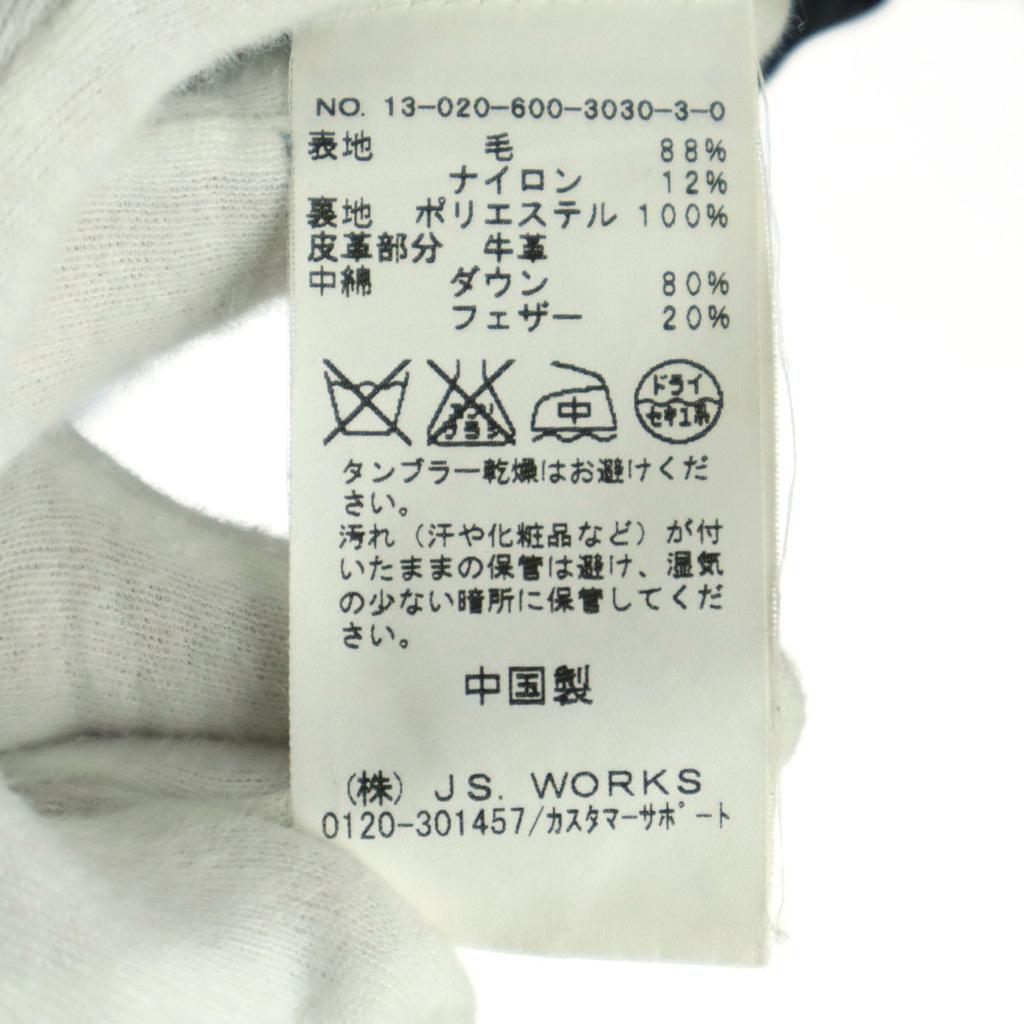 NO. 13-020-600-3030-3-0
表地 毛 88%
ナイロン 12%
裏地 ポリエステル 100%
皮革部分 牛革
中綿 ダウン 80%
フェザー 20%
エンソ サラシ 中 ドライ セキユ系
タンブラー乾燥はお避けくだ
さい。
汚れ（汗や化粧品など）が付
いたままの保管は避け、湿気
の少ない暗所に保管してくだ
さい。
中国製
(株) JS. WORKS
0120-301457/カスタマーサポート